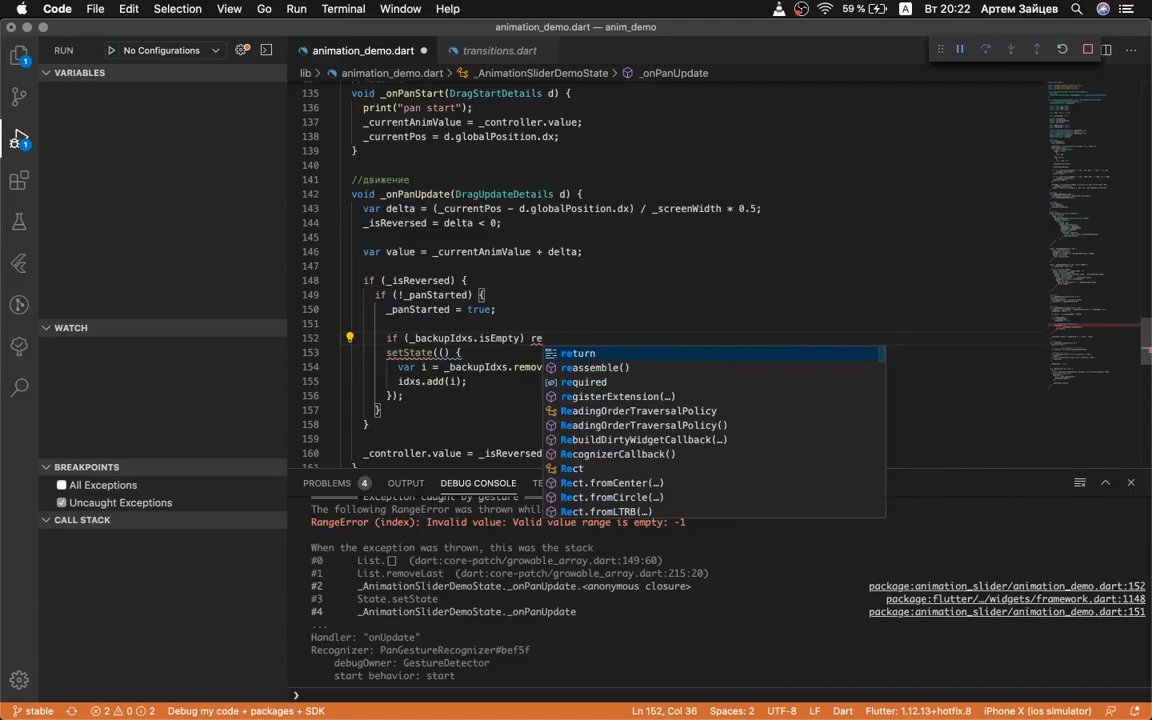 Code File Edit Selection View Go Run Terminal Window Help 59 % A Вт 20:22 Артем Зайцев
animation_demo.dart — anim_demo
RUN No Configurations animation_demo.dart transitions.dart
VARIABLES lib > animation_demo.dart > _AnimationSliderDemoState > _onPanUpdate
135 void _onPanStart(DragStartDetails d) {
136 print("pan start");
137 _currentAnimValue = _controller.value;
138 _currentPos = d.globalPosition.dx;
139 }
140
141 //движение
142 void _onPanUpdate(DragUpdateDetails d) {
143 var delta = (_currentPos - d.globalPosition.dx) / _screenWidth * 0.5;
144 _isReversed = delta < 0;
145
146 var value = _currentAnimValue + delta;
147
148 if (_isReversed) {
149 if (!_panStarted) {
150 _panStarted = true;
151
152 if (_backupIdxs.isEmpty) re
153 setState(() {
154 var i = _backupIdxs.remov
155 idxs.add(i);
156 });
157 }
158 }
159
160 _controller.value = _isReversed
161 }
return
reassemble()
required
registerExtension(…)
ReadingOrderTraversalPolicy
ReadingOrderTraversalPolicy()
RebuildDirtyWidgetCallback(…)
RecognizerCallback()
Rect
Rect.fromCenter(…)
Rect.fromCircle(…)
Rect.fromLTRB(…)
WATCH
BREAKPOINTS
All Exceptions
Uncaught Exceptions
CALL STACK
PROBLEMS 4 OUTPUT DEBUG CONSOLE TE
Exception caught by gesture
The following RangeError was thrown whil
RangeError (index): Invalid value: Valid value range is empty: -1
When the exception was thrown, this was the stack
#0 List.[] (dart:core-patch/growable_array.dart:149:60)
#1 List.removeLast (dart:core-patch/growable_array.dart:215:20)
#2 _AnimationSliderDemoState._onPanUpdate.<anonymous closure> package:animation_slider/animation_demo.dart:152
#3 State.setState package:flutter/…/widgets/framework.dart:1148
#4 _AnimationSliderDemoState._onPanUpdate package:animation_slider/animation_demo.dart:151
...
Handler: "onUpdate"
Recognizer: PanGestureRecognizer#bef5f
debugOwner: GestureDetector
start behavior: start
stable 2 0 2 Debug my code + packages + SDK Ln 152, Col 36 Spaces: 2 UTF-8 LF Dart Flutter: 1.12.13+hotfix.8 iPhone X (ios simulator)